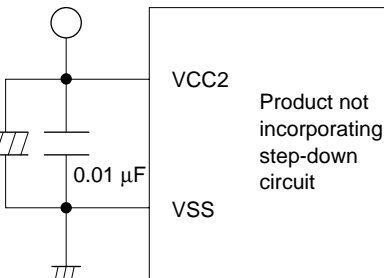 VCC2
Product not
incorporating
step-down
circuit
0.01 μF
VSS